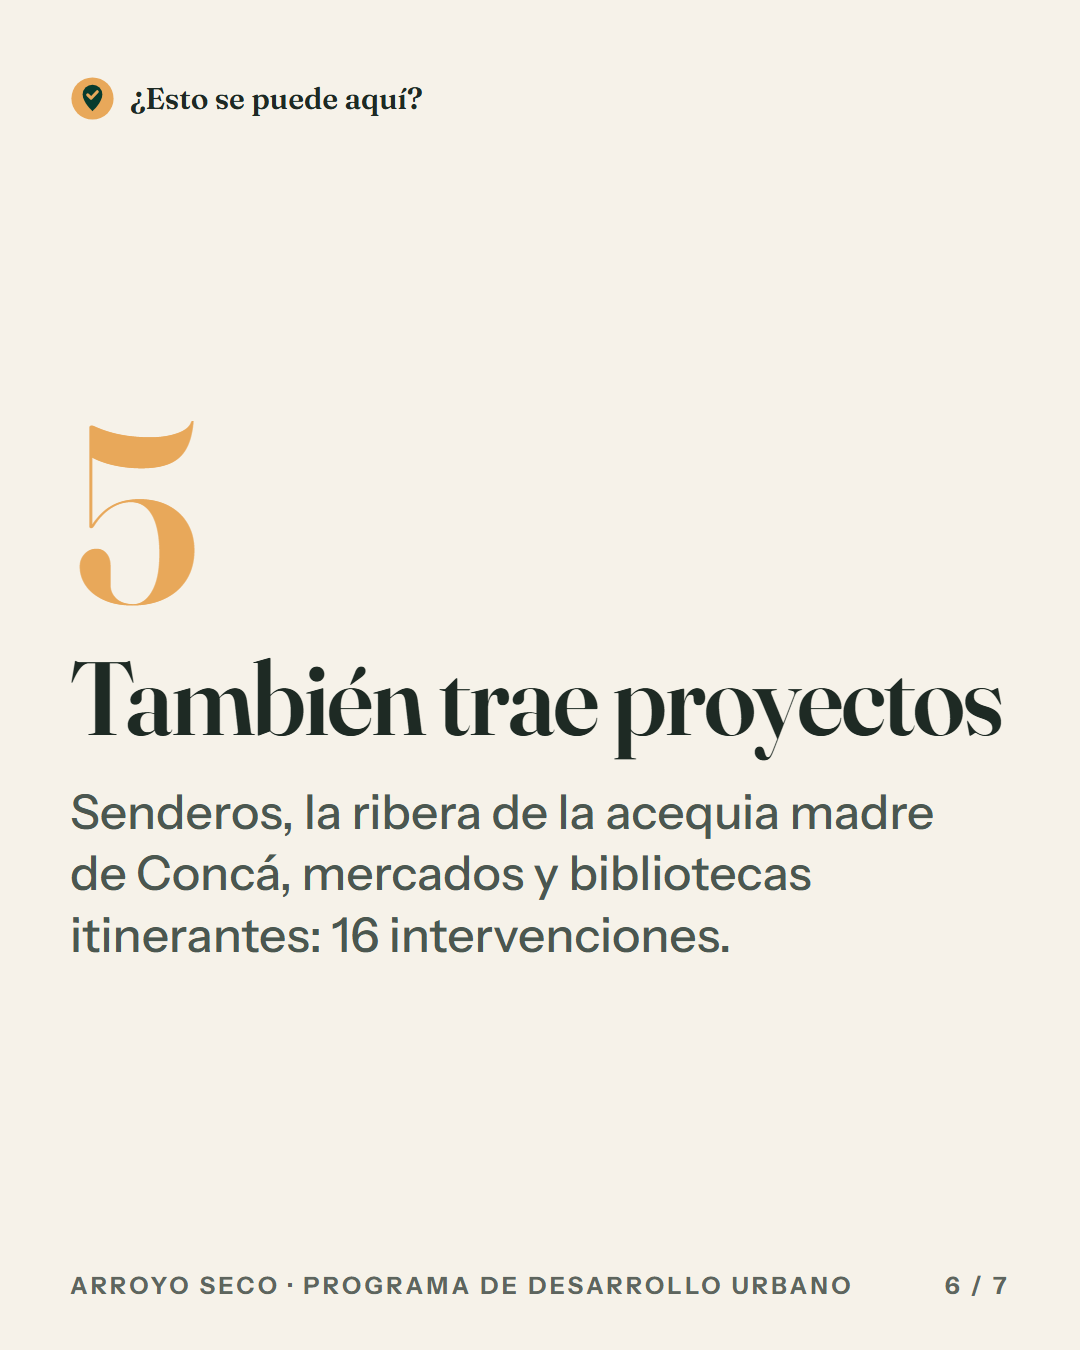 ¿Esto se puede aquí?
5
También trae proyectos
Senderos, la ribera de la acequia madre
de Concá, mercados y bibliotecas
itinerantes: 16 intervenciones.
ARROYO SECO · PROGRAMA DE DESARROLLO URBANO 6 / 7